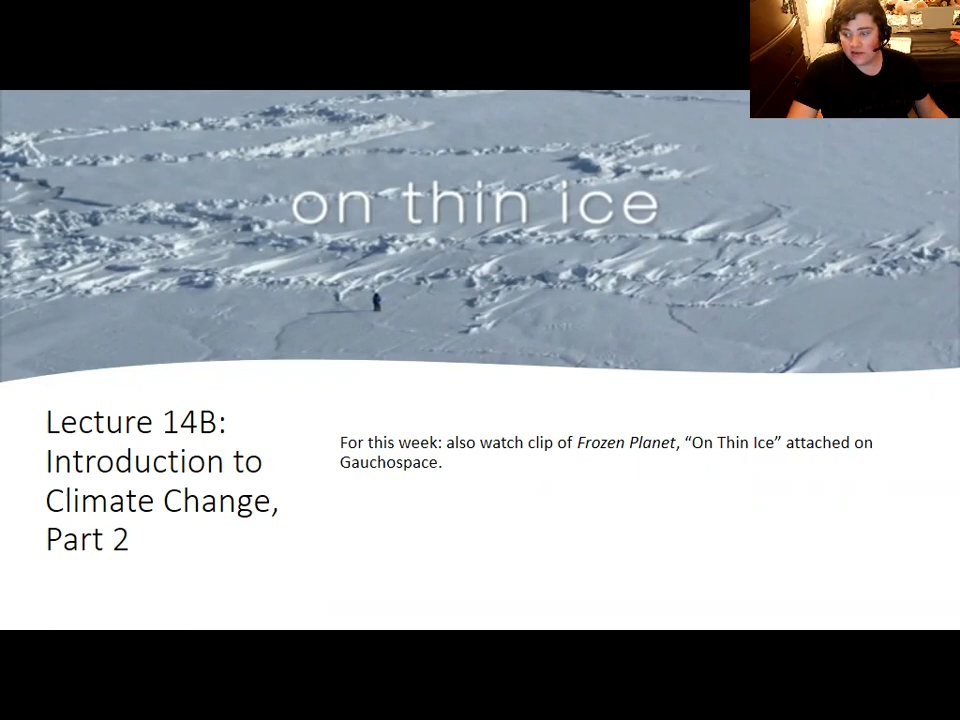 on thin ice
Lecture 14B:
Introduction to
Climate Change,
Part 2
For this week: also watch clip of Frozen Planet, “On Thin Ice” attached on
Gauchospace.